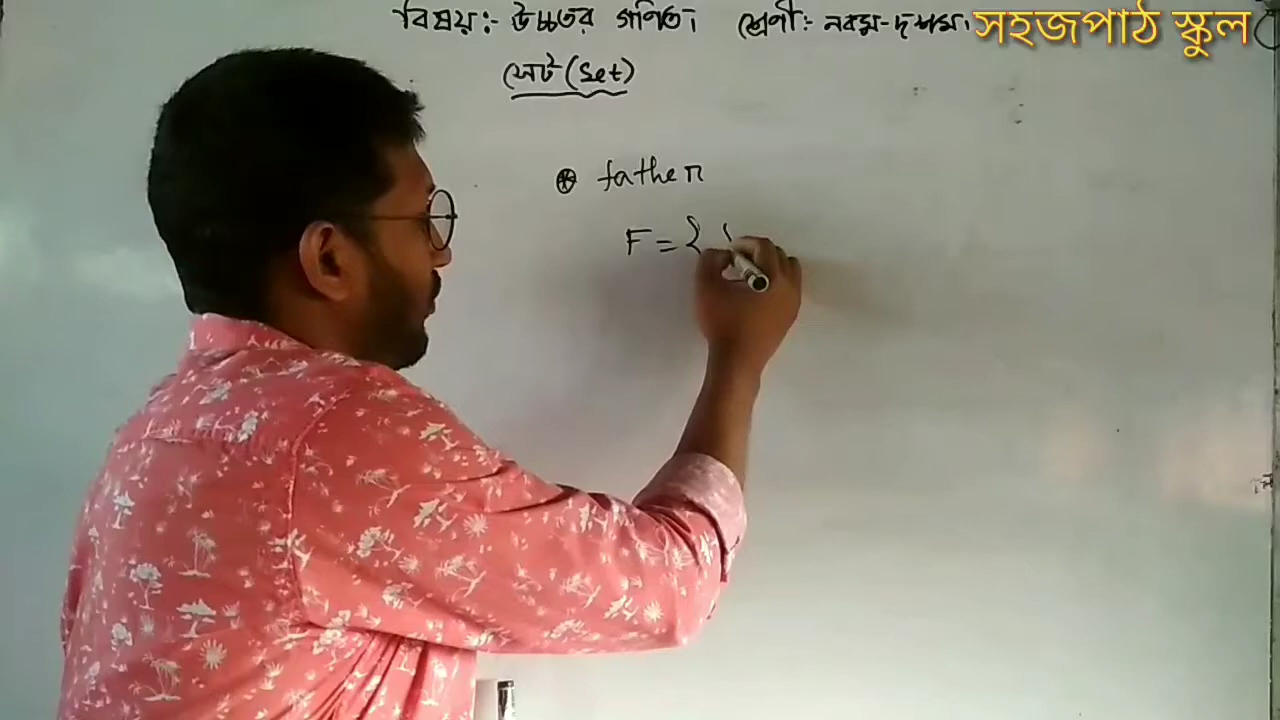 বিষয়:- উচ্চতর গণিত। শ্রেণী:- নবম-দশম।
সহজপাঠ স্কুল
সেট (Set)
⊛ father
F = {